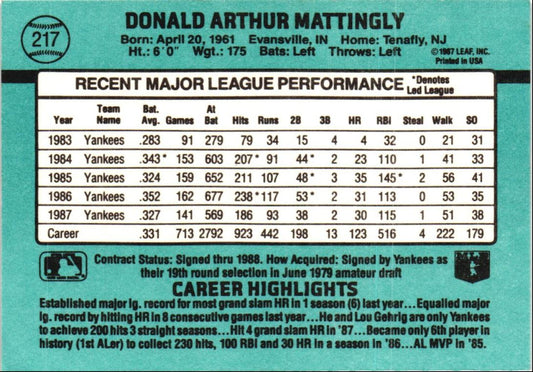 217
DONALD ARTHUR MATTINGLY
Born: April 20, 1961 Evansville, IN Home: Tenafly, NJ
Ht.: 6'0" Wgt.: 175 Bats: Left Throws: Left
©1987 LEAF, INC.
Printed in USA
RECENT MAJOR LEAGUE PERFORMANCE *Denotes Led League
Year Team Name Bat. Avg. Games At Bat Hits Runs 2B 3B HR RBI Steal Walk SO
1983 Yankees .283 91 279 79 34 15 4 4 32 0 21 31
1984 Yankees .343* 153 603 207* 91 44* 2 23 110 1 41 33
1985 Yankees .324 159 652 211 107 48* 3 35 145* 2 56 41
1986 Yankees .352 162 677 238* 117 53* 2 31 113 0 53 35
1987 Yankees .327 141 569 186 93 38 2 30 115 1 51 38
Career .331 713 2792 923 442 198 13 123 516 4 222 179
Contract Status: Signed thru 1988. How Acquired: Signed by Yankees as
their 19th round selection in June 1979 amateur draft
CAREER HIGHLIGHTS
Established major lg. record for most grand slam HR in 1 season (6) last year...Equalled major
lg. record by hitting HR in 8 consecutive games last year...He and Lou Gehrig are only Yankees
to achieve 200 hits 3 straight seasons...Hit 4 grand slam HR in '87...Became only 6th player in
history (1st ALer) to collect 230 hits, 100 RBI and 30 HR in a season in '86...AL MVP in '85.